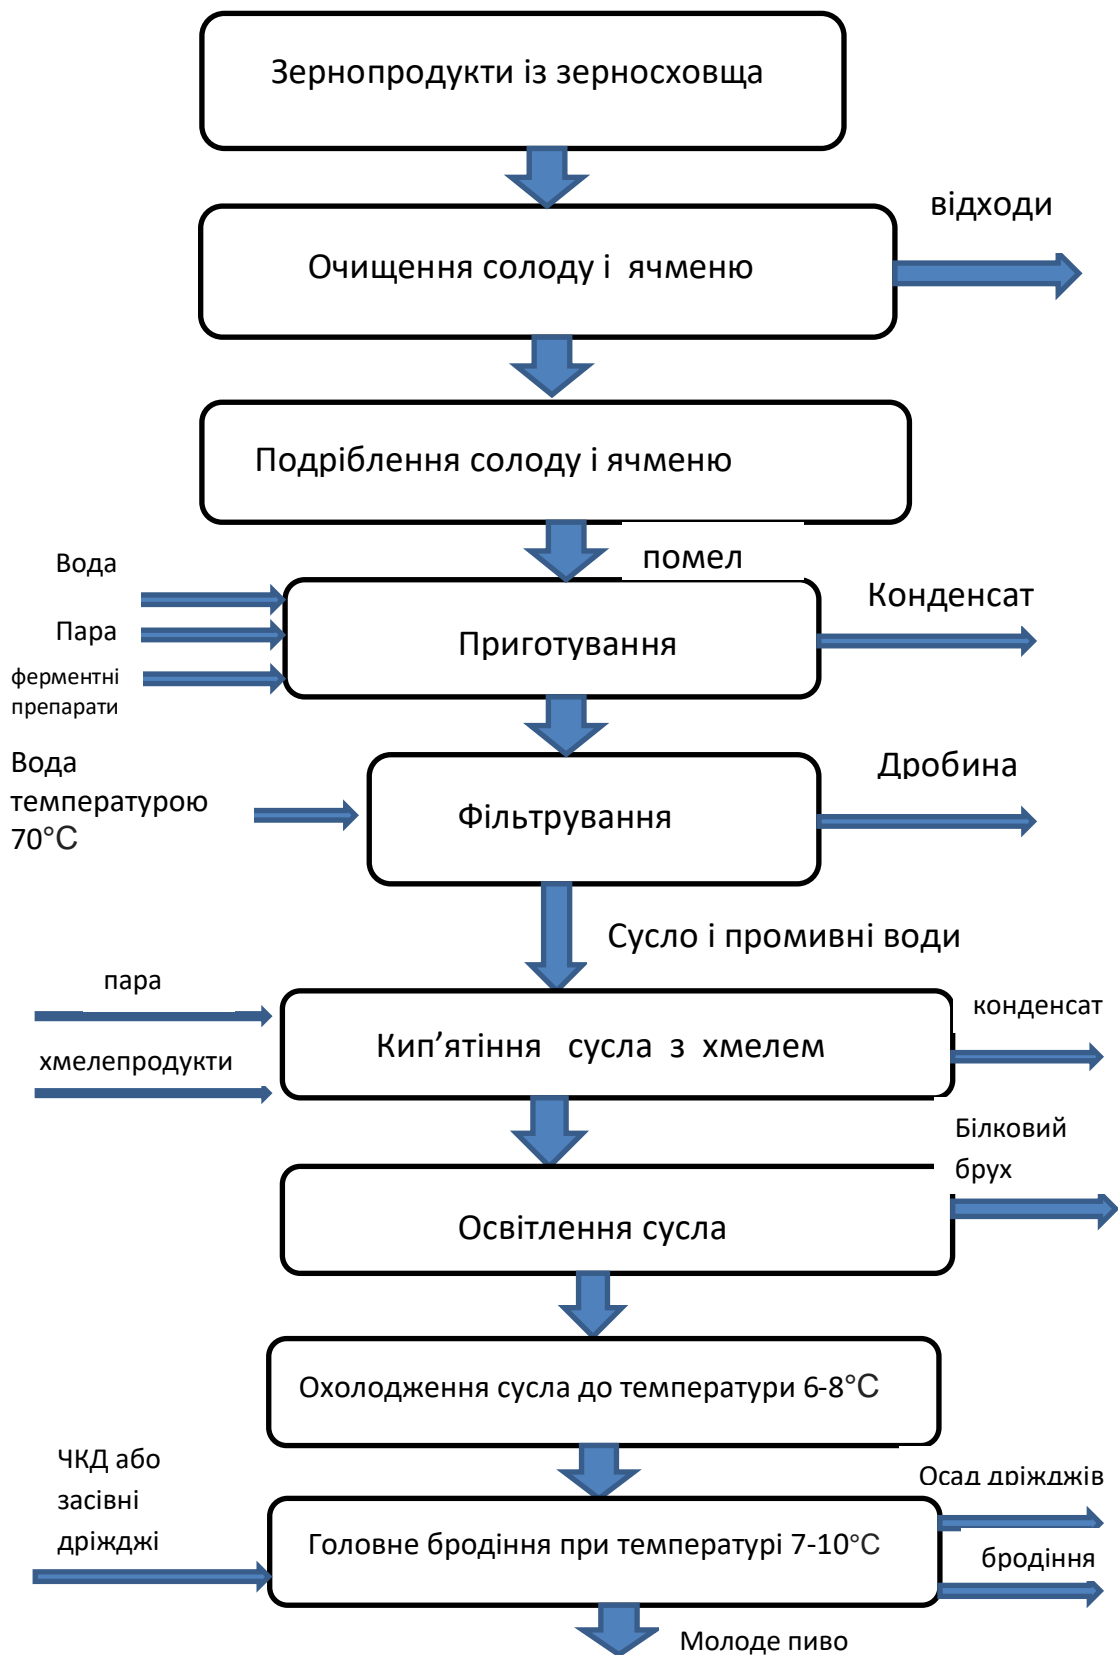 Зернопродукти із зерносховища
відходи
Очищення солоду і ячменю
Подріблення солоду і ячменю
помел
Вода
Пара
ферментні
препарати
Приготування
Конденсат
Вода
температурою
70°С
Фільтрування
Дробина
Сусло і промивні води
пара
хмелепродукти
Кип’ятіння сусла з хмелем
конденсат
Білковий
брух
Освітлення сусла
Охолодження сусла до температури 6-8°С
ЧКД або
засівні
дріжджі
Головне бродіння при температурі 7-10°С
Осад дріжджів
бродіння
Молоде пиво